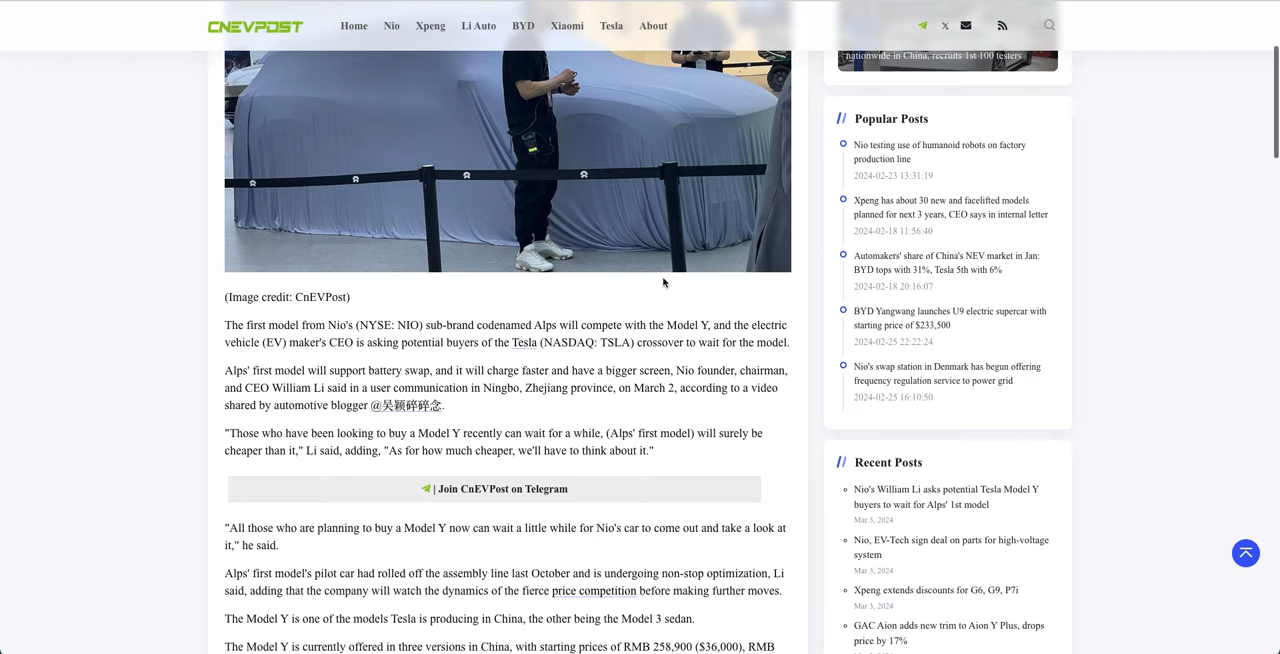 CNEVPOST
Home Nio Xpeng Li Auto BYD Xiaomi Tesla About
nationwide in China, recruits 1st 100 testers
(Image credit: CnEVPost)
The first model from Nio's (NYSE: NIO) sub-brand codenamed Alps will compete with the Model Y, and the electric
vehicle (EV) maker's CEO is asking potential buyers of the Tesla (NASDAQ: TSLA) crossover to wait for the model.
Alps' first model will support battery swap, and it will charge faster and have a bigger screen, Nio founder, chairman,
and CEO William Li said in a user communication in Ningbo, Zhejiang province, on March 2, according to a video
shared by automotive blogger @吴颖碎碎念.
"Those who have been looking to buy a Model Y recently can wait for a while, (Alps' first model) will surely be
cheaper than it," Li said, adding, "As for how much cheaper, we'll have to think about it."
| Join CnEVPost on Telegram
"All those who are planning to buy a Model Y now can wait a little while for Nio's car to come out and take a look at
it," he said.
Alps' first model's pilot car had rolled off the assembly line last October and is undergoing non-stop optimization, Li
said, adding that the company will watch the dynamics of the fierce price competition before making further moves.
The Model Y is one of the models Tesla is producing in China, the other being the Model 3 sedan.
The Model Y is currently offered in three versions in China, with starting prices of RMB 258,900 ($36,000), RMB
Popular Posts
Nio testing use of humanoid robots on factory
production line
2024-02-23 13:31:19
Xpeng has about 30 new and facelifted models
planned for next 3 years, CEO says in internal letter
2024-02-18 11:56:40
Automakers' share of China's NEV market in Jan:
BYD tops with 31%, Tesla 5th with 6%
2024-02-18 20:16:07
BYD Yangwang launches U9 electric supercar with
starting price of $233,500
2024-02-25 22:22:24
Nio's swap station in Denmark has begun offering
frequency regulation service to power grid
2024-02-25 16:10:50
Recent Posts
Nio's William Li asks potential Tesla Model Y
buyers to wait for Alps' 1st model
Mar 3, 2024
Nio, EV-Tech sign deal on parts for high-voltage
system
Mar 3, 2024
Xpeng extends discounts for G6, G9, P7i
Mar 3, 2024
GAC Aion adds new trim to Aion Y Plus, drops
price by 17%